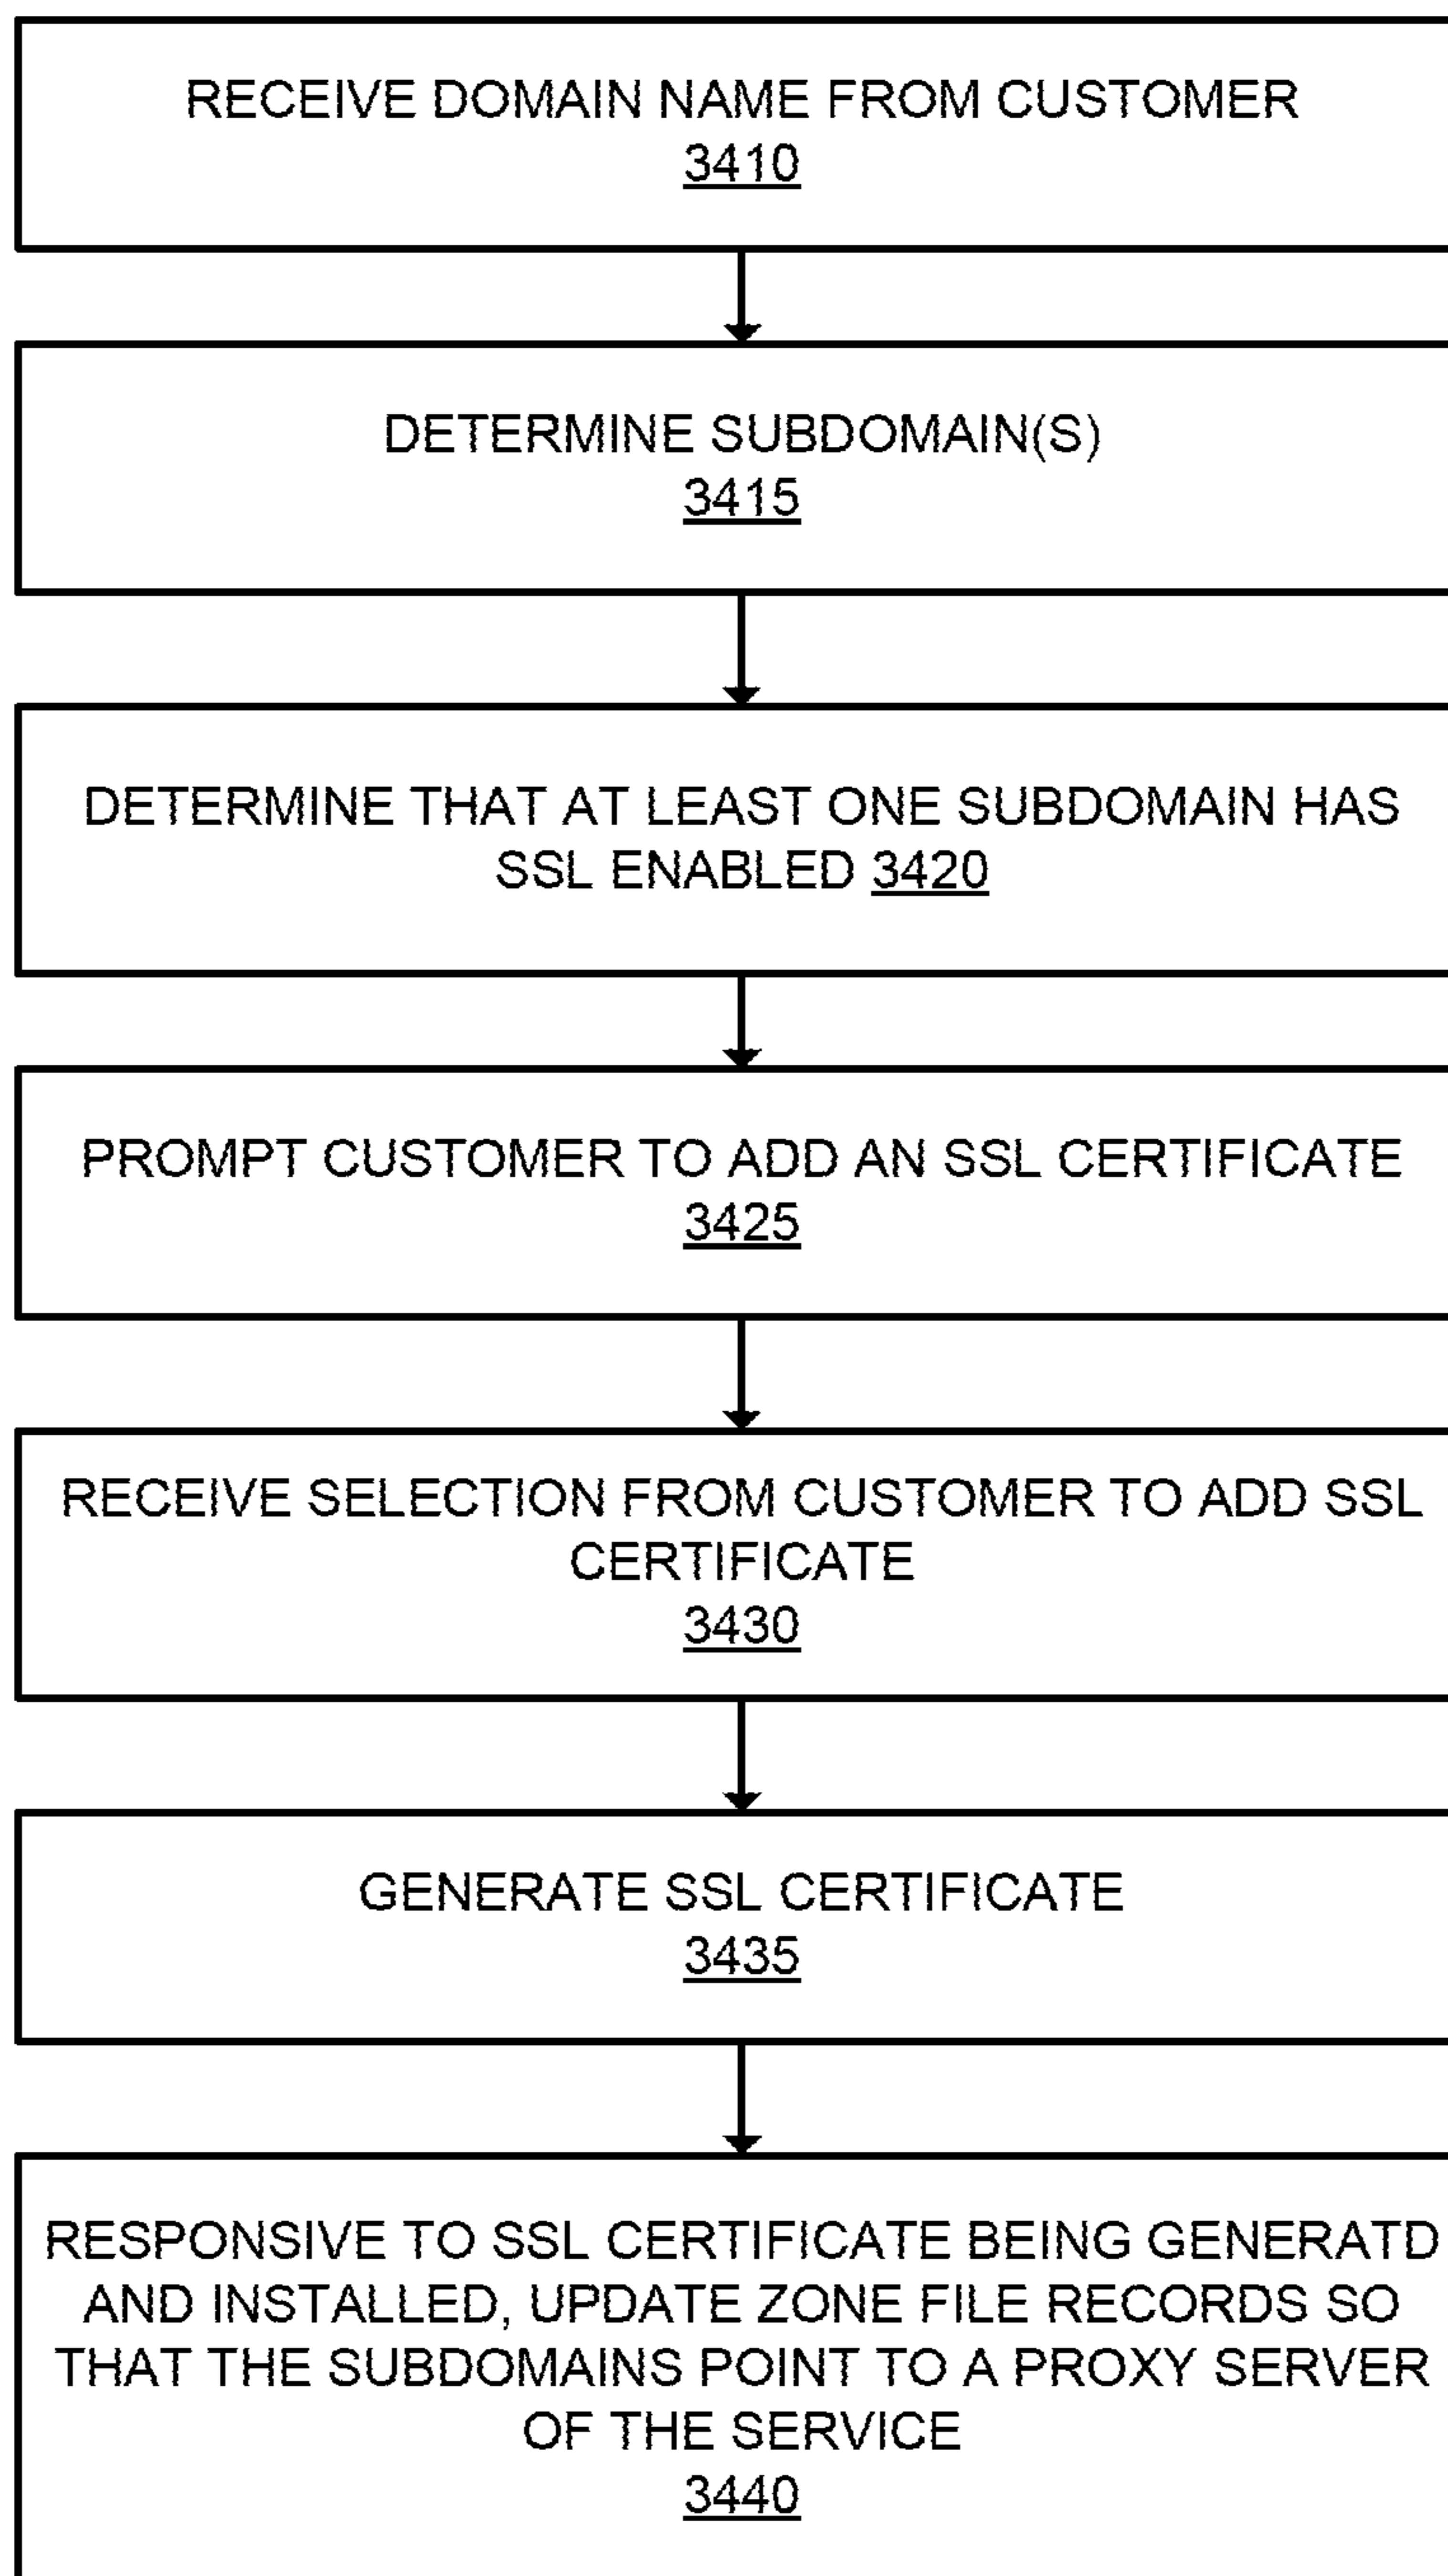 RECEIVE DOMAIN NAME FROM CUSTOMER
3410
DETERMINE SUBDOMAIN(S)
3415
DETERMINE THAT AT LEAST ONE SUBDOMAIN HAS
SSL ENABLED 3420
PROMPT CUSTOMER TO ADD AN SSL CERTIFICATE
3425
RECEIVE SELECTION FROM CUSTOMER TO ADD SSL
CERTIFICATE
3430
GENERATE SSL CERTIFICATE
3435
RESPONSIVE TO SSL CERTIFICATE BEING GENERATD
AND INSTALLED, UPDATE ZONE FILE RECORDS SO
THAT THE SUBDOMAINS POINT TO A PROXY SERVER
OF THE SERVICE
3440